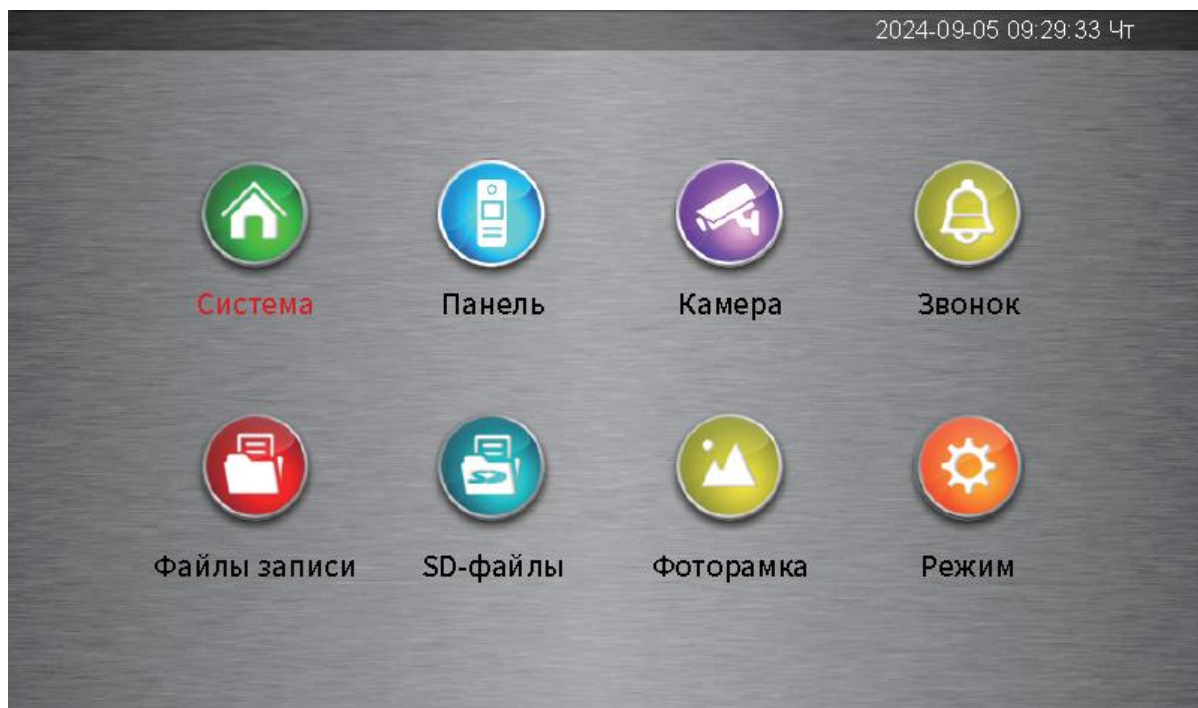 2024-09-05 09:29:33 Чт
Система Панель Камера Звонок
Файлы записи SD-файлы Фоторамка Режим